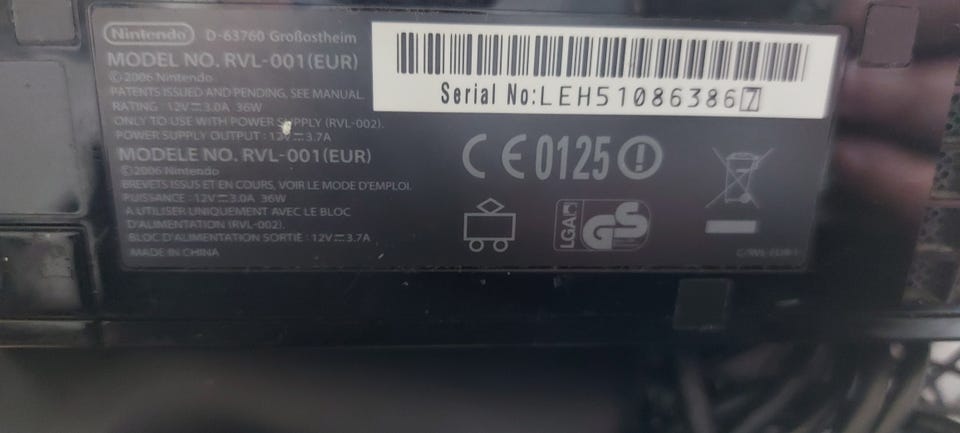 Nintendo D-63760 Großostheim
MODEL NO. RVL-001(EUR)
©2006 Nintendo
PATENTS ISSUED AND PENDING, SEE MANUAL.
RATING : 12V⎓3.0A 36W
ONLY TO USE WITH POWER SUPPLY (RVL-002).
POWER SUPPLY OUTPUT : 12V⎓3.7A
MODELE NO. RVL-001(EUR)
©2006 Nintendo
BREVETS ISSUS ET EN COURS, VOIR LE MODE D'EMPLOI.
PUISSANCE : 12V⎓3.0A 36W
A UTILISER UNIQUEMENT AVEC LE BLOC
D'ALIMENTATION (RVL-002).
BLOC D'ALIMENTATION SORTIE : 12V⎓3.7A
MADE IN CHINA
Serial No:LEH510863867
CE0125
LGA GS
C/RVL-EUR-1